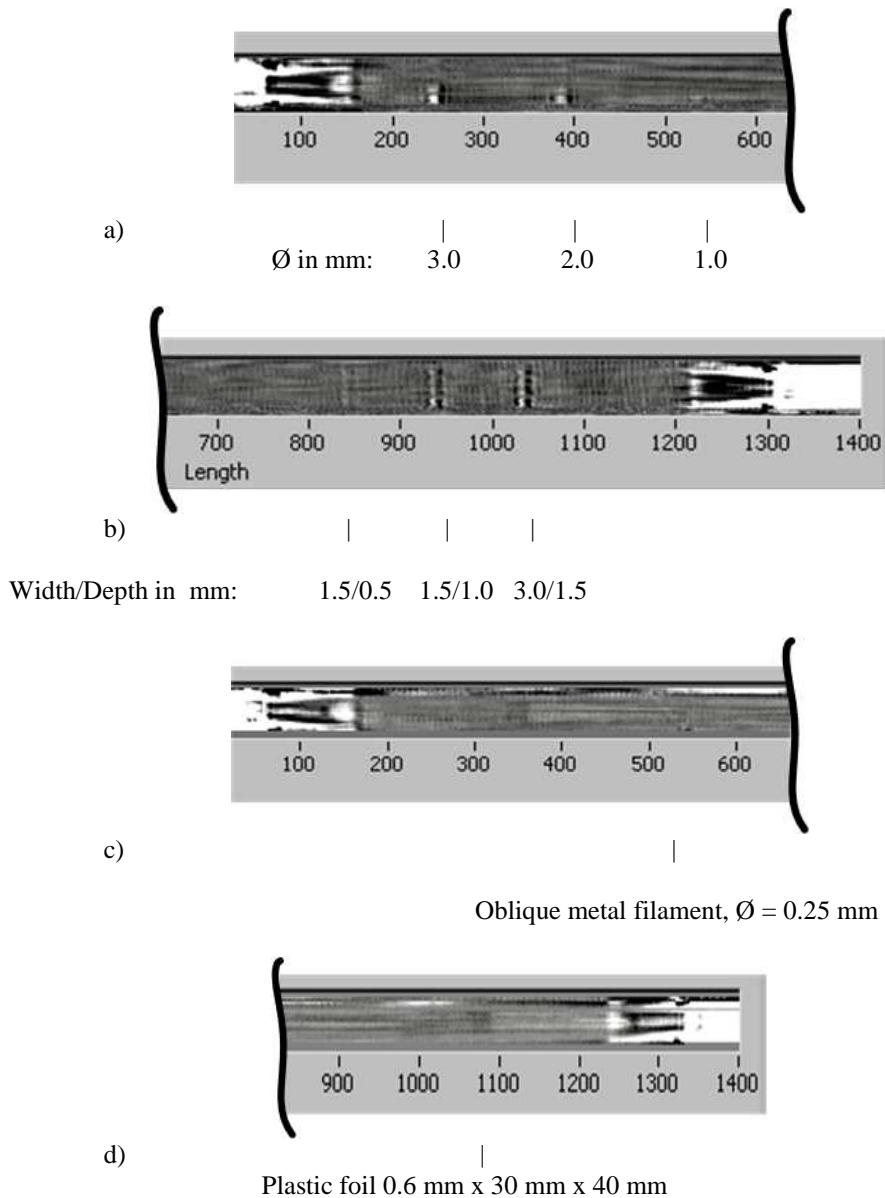 100 200 300 400 500 600
a)
Ø in mm: 3.0 2.0 1.0
700 800 900 1000 1100 1200 1300 1400
Length
b)
Width/Depth in mm: 1.5/0.5 1.5/1.0 3.0/1.5
100 200 300 400 500 600
c)
Oblique metal filament, Ø = 0.25 mm
900 1000 1100 1200 1300 1400
d)
Plastic foil 0.6 mm x 30 mm x 40 mm